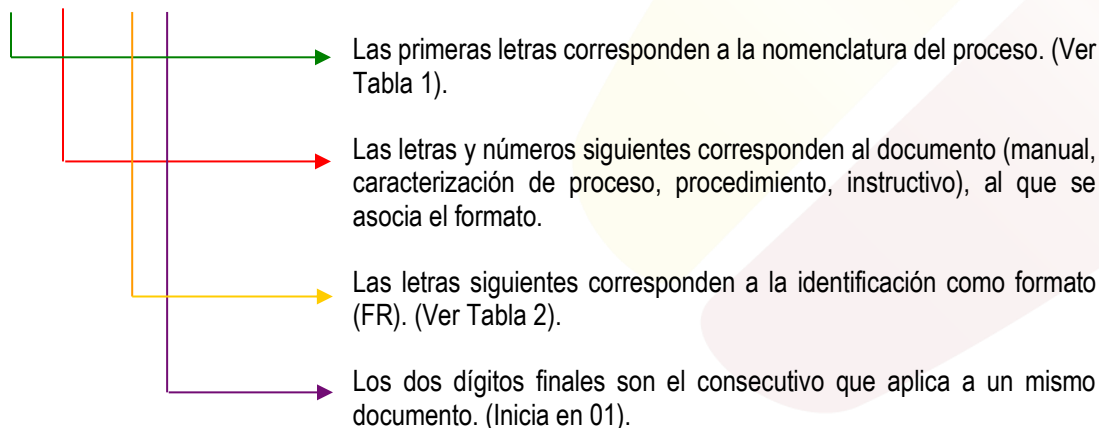 Las primeras letras corresponden a la nomenclatura del proceso. (Ver
Tabla 1).
Las letras y números siguientes corresponden al documento (manual,
caracterización de proceso, procedimiento, instructivo), al que se
asocia el formato.
Las letras siguientes corresponden a la identificación como formato
(FR). (Ver Tabla 2).
Los dos dígitos finales son el consecutivo que aplica a un mismo
documento. (Inicia en 01).